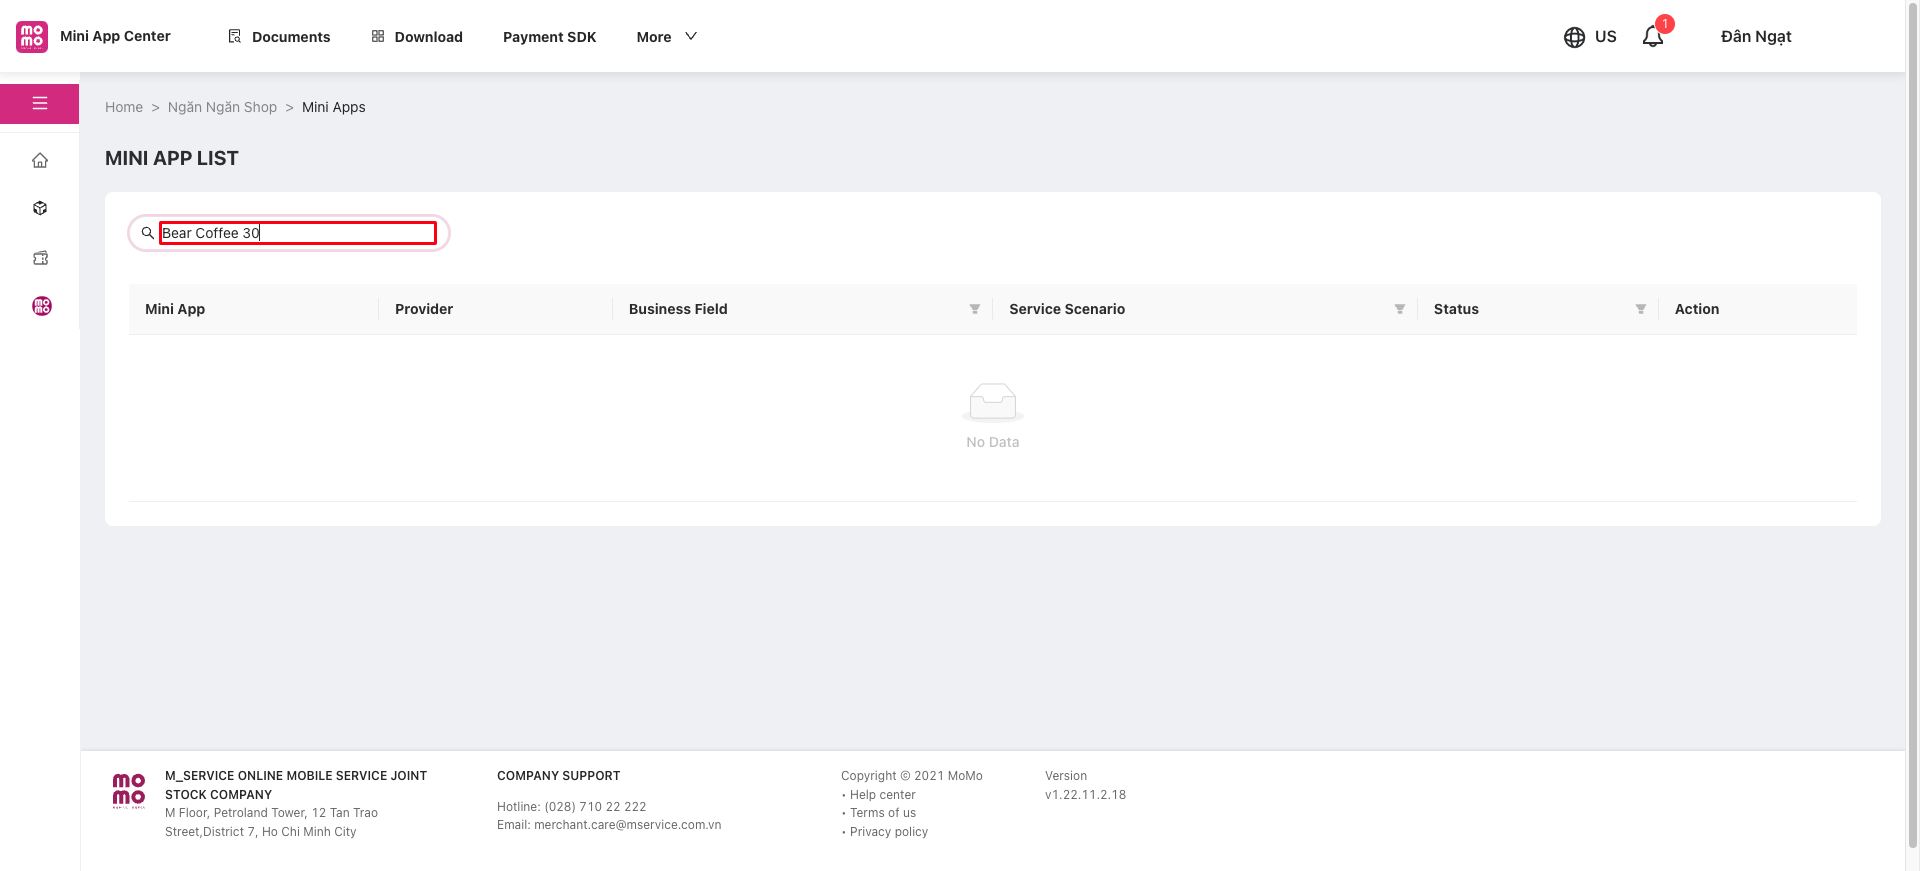 MOMO
Mini App Center
Documents
Download
Payment SDK
More
US
1
Đân Ngạt
Home > Ngăn Ngăn Shop > Mini Apps
MINI APP LIST
Bear Coffee 30
Mini App
Provider
Business Field
Service Scenario
Status
Action
No Data
MOMO
M_SERVICE ONLINE MOBILE SERVICE JOINT
STOCK COMPANY
M Floor, Petroland Tower, 12 Tan Trao
Street,District 7, Ho Chi Minh City
COMPANY SUPPORT
Hotline: (028) 710 22 222
Email: merchant.care@mservice.com.vn
Copyright © 2021 MoMo
• Help center
• Terms of us
• Privacy policy
Version
v1.22.11.2.18